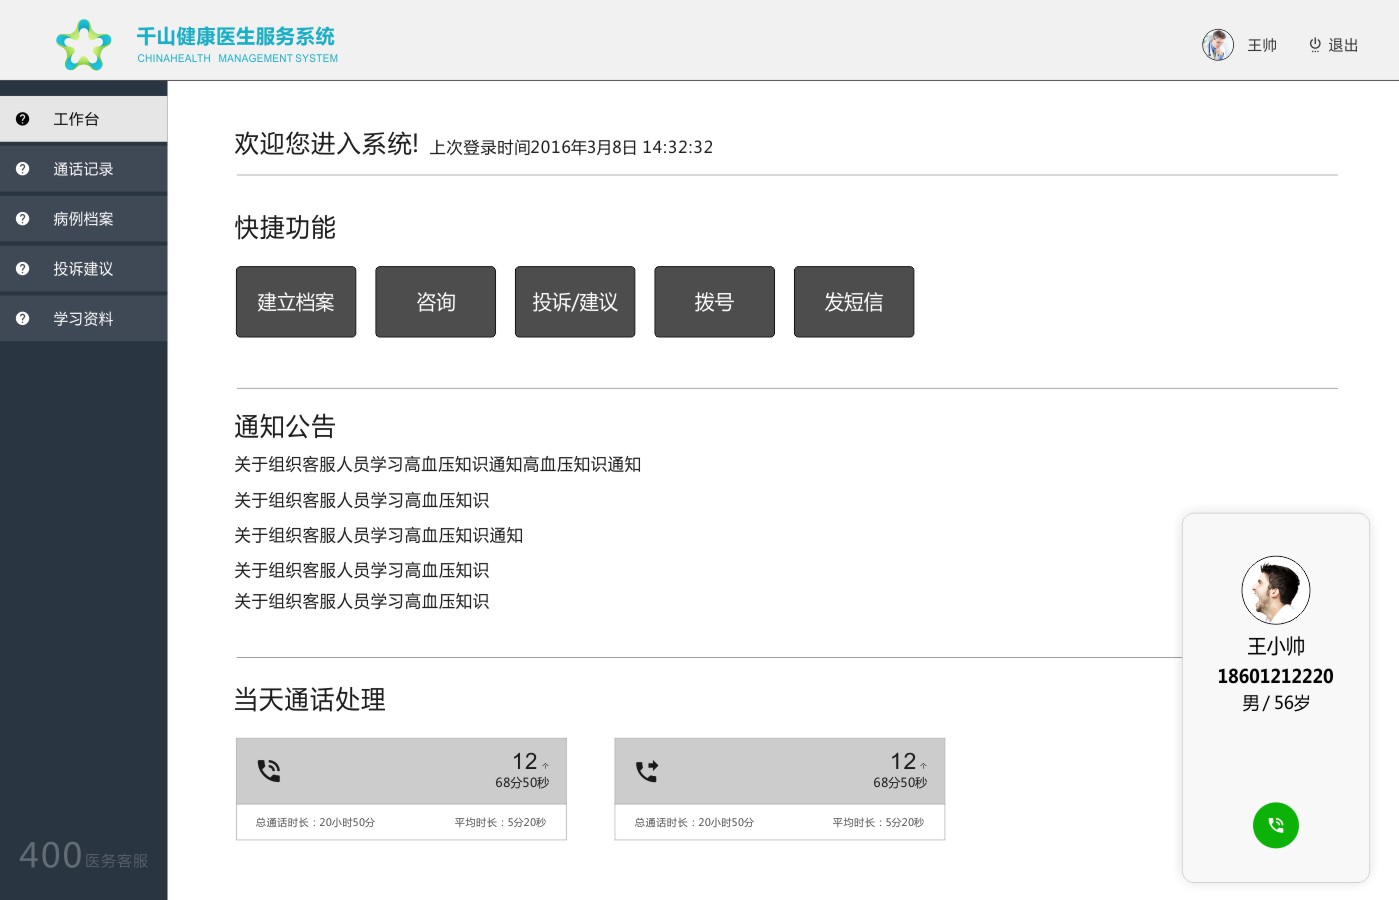 千山健康医生服务系统
CHINAHEALTH MANAGEMENT SYSTEM
王帅
退出
工作台
通话记录
病例档案
投诉建议
学习资料
400医务客服
欢迎您进入系统! 上次登录时间2016年3月8日 14:32:32
快捷功能
建立档案
咨询
投诉/建议
拨号
发短信
通知公告
关于组织客服人员学习高血压知识通知高血压知识通知
关于组织客服人员学习高血压知识
关于组织客服人员学习高血压知识通知
关于组织客服人员学习高血压知识
关于组织客服人员学习高血压知识
当天通话处理
12 个
68分50秒
总通话时长：20小时50分
平均时长：5分20秒
12 个
68分50秒
总通话时长：20小时50分
平均时长：5分20秒
王小帅
18601212220
男 / 56岁